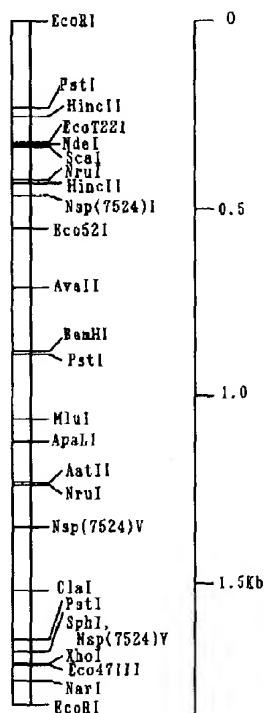 EcoRI
0
PstI
HincII
EcoT22I
NdeI
ScaI
NruI
HincII
Nsp(7524)I
0.5
Eco52I
AvaII
BamHI
PstI
1.0
MluI
ApaLI
AatII
NruI
Nsp(7524)V
ClaI
1.5Kb
PstI
SphI,
Nsp(7524)V
XhoI
Eco47III
NarI
EcoRI